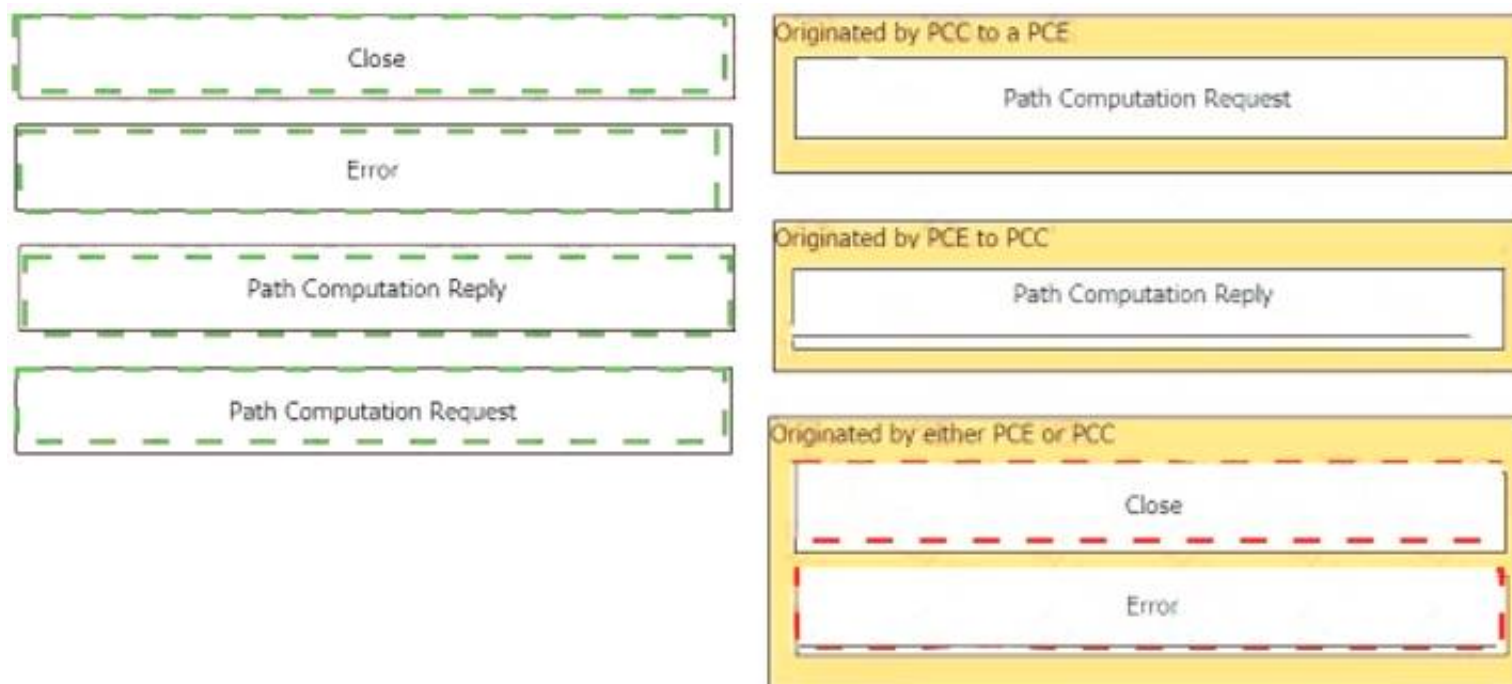 Close
Error
Path Computation Reply
Path Computation Request
Originated by PCC to a PCE
Path Computation Request
Originated by PCE to PCC
Path Computation Reply
Originated by either PCE or PCC
Close
Error